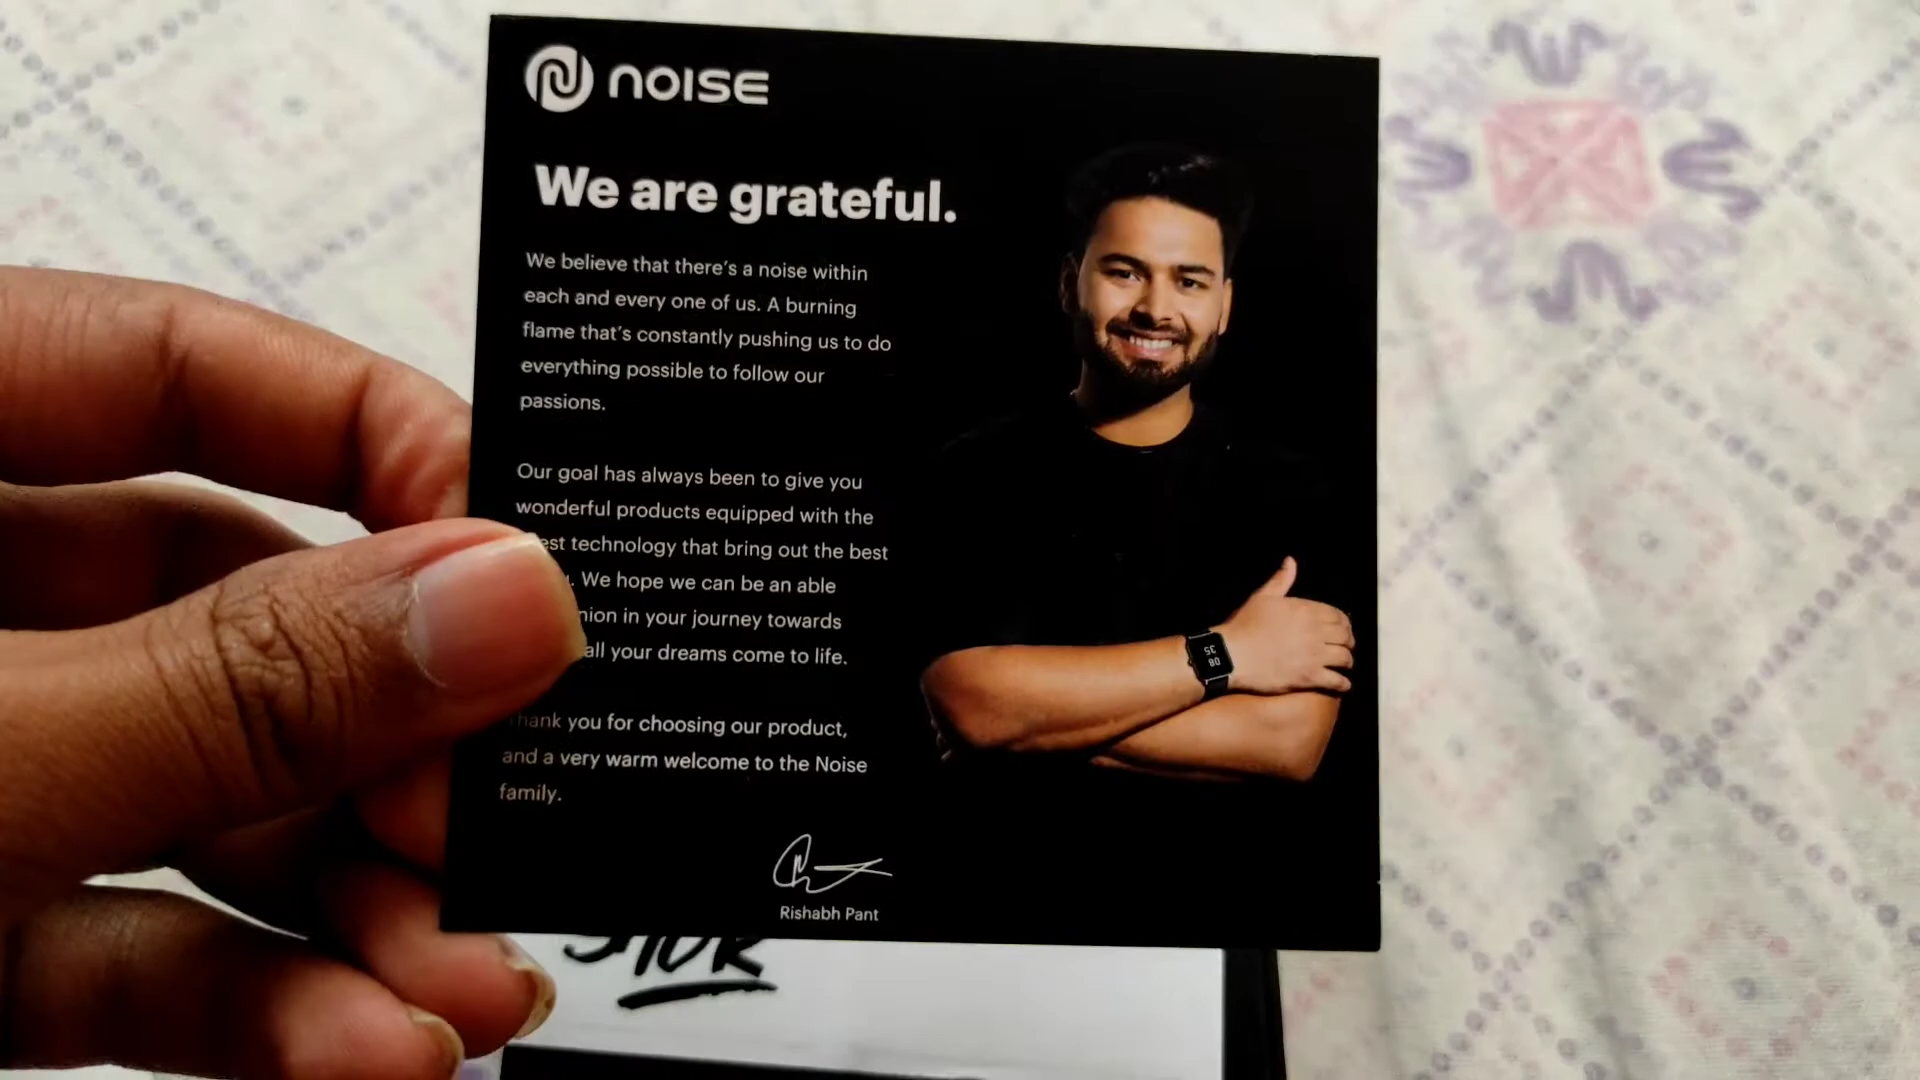 NOISE
We are grateful.
We believe that there's a noise within
each and every one of us. A burning
flame that's constantly pushing us to do
everything possible to follow our
passions.
Our goal has always been to give you
wonderful products equipped with the
technology that bring out the best
We hope we can be an able
in your journey towards
all your dreams come to life.
Thank you for choosing our product,
and a very warm welcome to the Noise
family.
Rishabh Pant
08
35